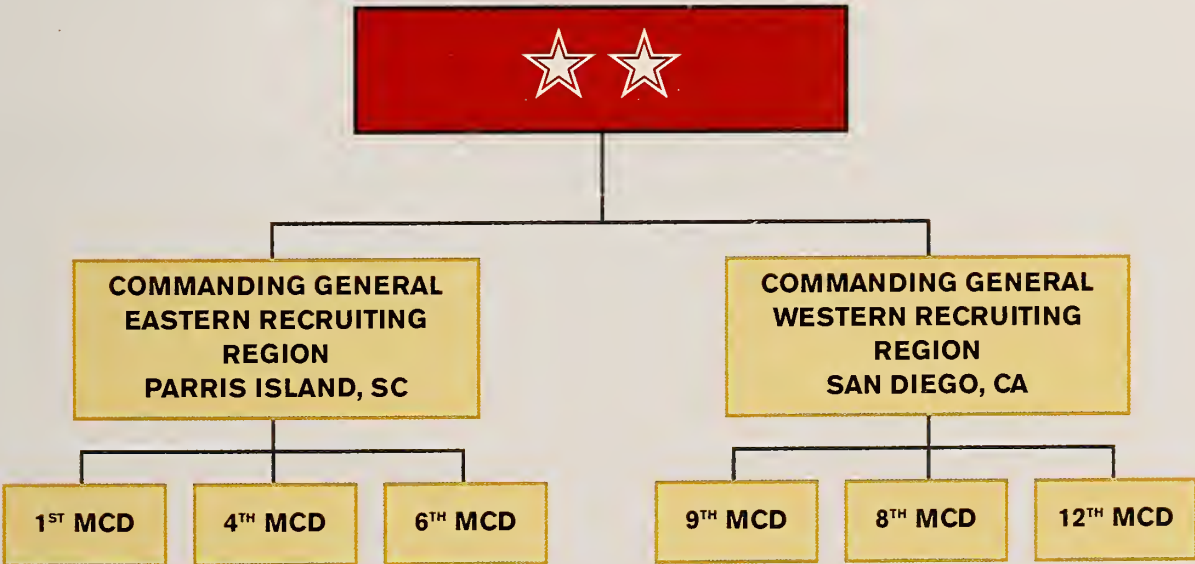 COMMANDING GENERAL
EASTERN RECRUITING
REGION
PARRIS ISLAND, SC
COMMANDING GENERAL
WESTERN RECRUITING
REGION
SAN DIEGO, CA
1ST MCD
4TH MCD
6TH MCD
9TH MCD
8TH MCD
12TH MCD